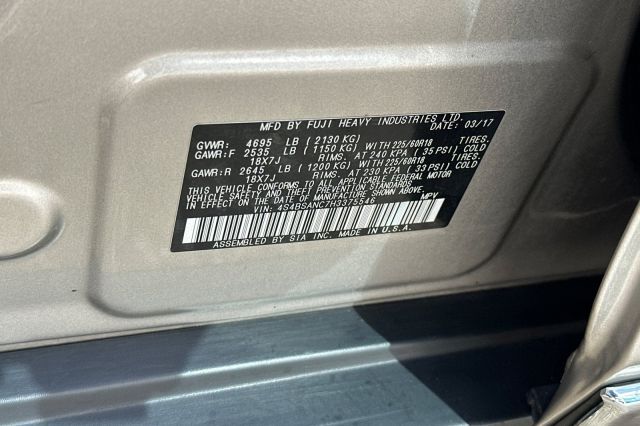 MFD BY FUJI HEAVY INDUSTRIES LTD.
DATE: 03/17
GVWR: 4695 LB ( 2130 KG)
GAWR:F 2535 LB ( 1150 KG) WITH 225/60R18 TIRES.
18X7J RIMS. AT 240 KPA ( 35 PSI) COLD
GAWR:R 2645 LB ( 1200 KG) WITH 225/60R18 TIRES.
18X7J RIMS. AT 230 KPA ( 33 PSI) COLD
THIS VEHICLE CONFORMS TO ALL APPLICABLE FEDERAL MOTOR
VEHICLE SAFETY AND THEFT PREVENTION STANDARDS
IN EFFECT ON THE DATE OF MANUFACTURE SHOWN ABOVE.
VIN: 4S4BSANC7H3375546 MPV
ASSEMBLED BY SIA INC. MADE IN U.S.A.